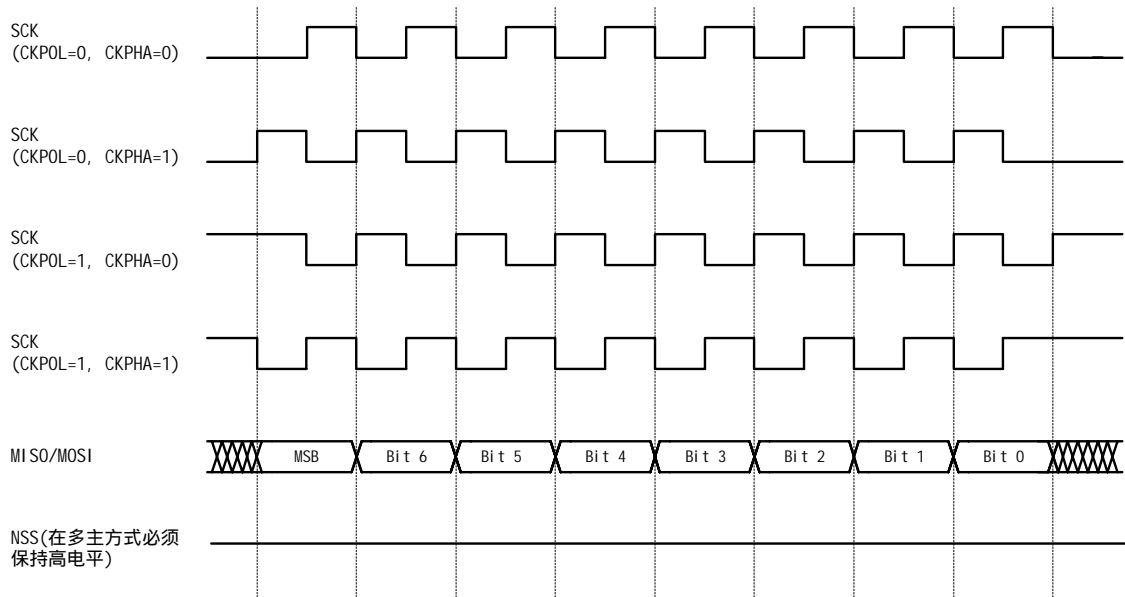 SCK
(CKPOL=0, CKPHA=0)
SCK
(CKPOL=0, CKPHA=1)
SCK
(CKPOL=1, CKPHA=0)
SCK
(CKPOL=1, CKPHA=1)
MISO/MOSI MSB Bit 6 Bit 5 Bit 4 Bit 3 Bit 2 Bit 1 Bit 0
NSS(在多主方式必须
保持高电平)